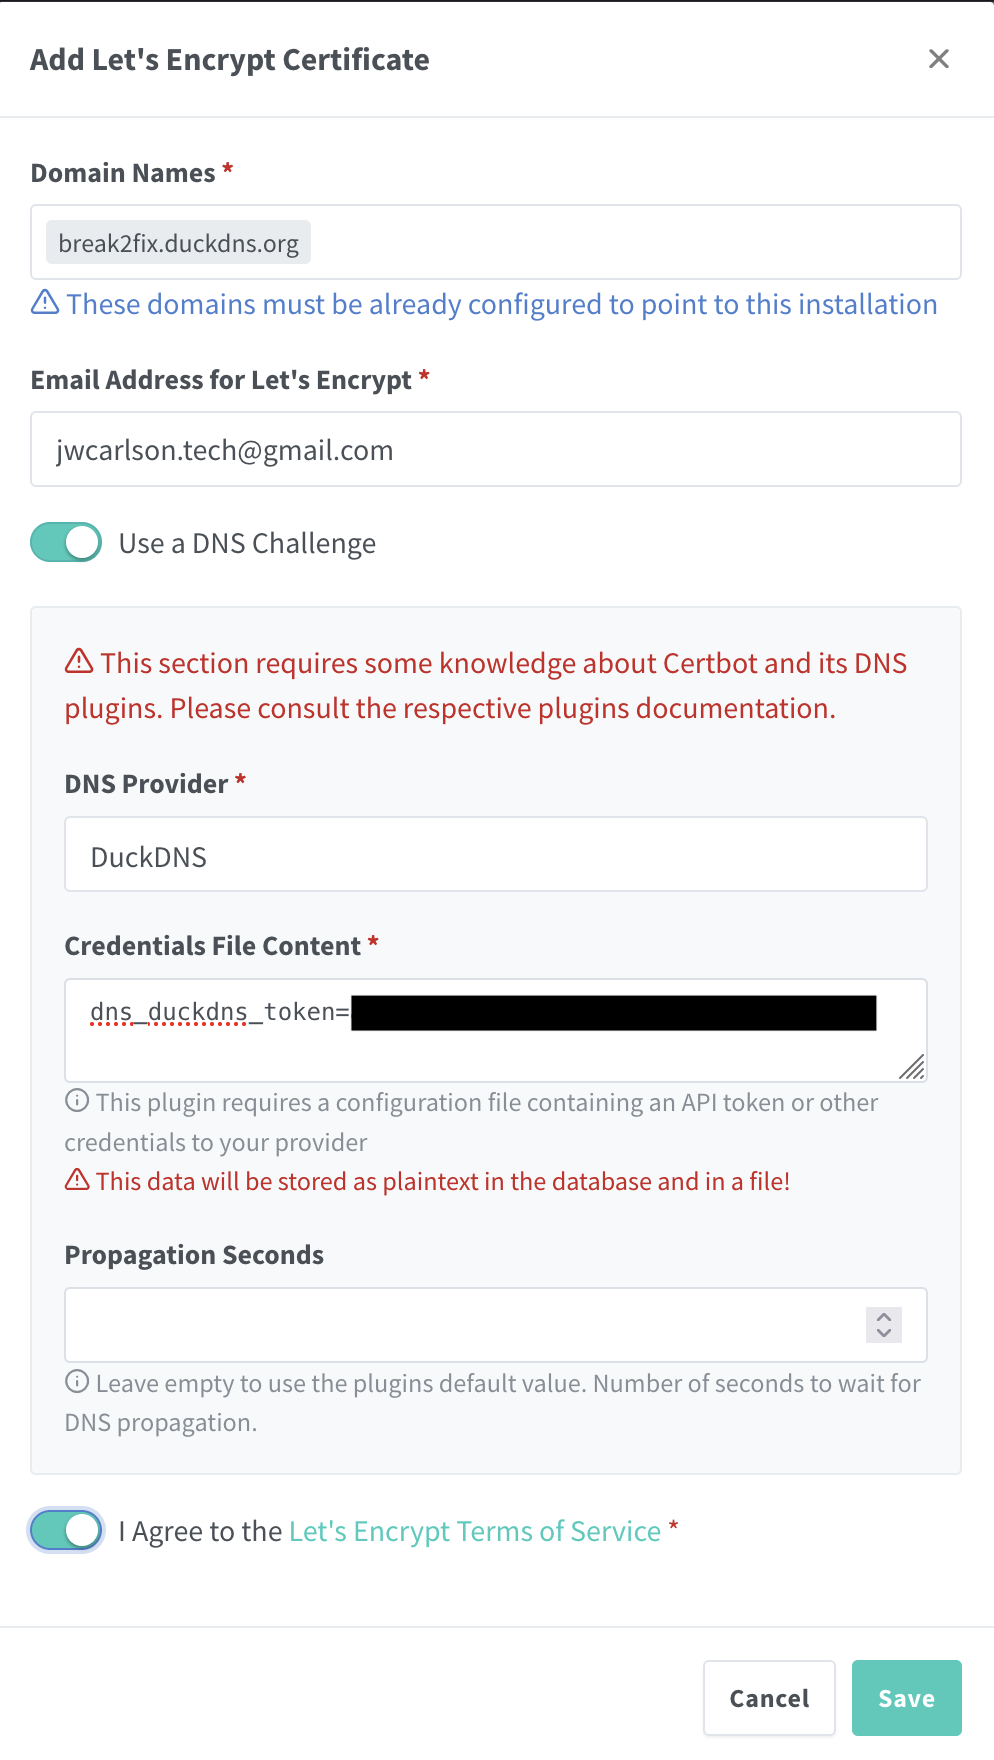 Add Let's Encrypt Certificate
Domain Names *
break2fix.duckdns.org
These domains must be already configured to point to this installation
Email Address for Let's Encrypt *
jwcarlson.tech@gmail.com
Use a DNS Challenge
This section requires some knowledge about Certbot and its DNS
plugins. Please consult the respective plugins documentation.
DNS Provider *
DuckDNS
Credentials File Content *
dns_duckdns_token=
This plugin requires a configuration file containing an API token or other
credentials to your provider
This data will be stored as plaintext in the database and in a file!
Propagation Seconds
Leave empty to use the plugins default value. Number of seconds to wait for
DNS propagation.
I Agree to the Let's Encrypt Terms of Service *
Cancel
Save